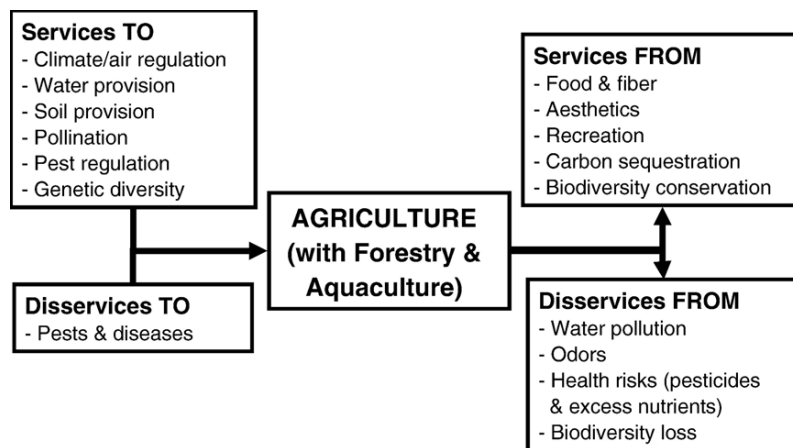 Services TO
- Climate/air regulation
- Water provision
- Soil provision
- Pollination
- Pest regulation
- Genetic diversity
Disservices TO
- Pests & diseases
AGRICULTURE
(with Forestry &
Aquaculture)
Services FROM
- Food & fiber
- Aesthetics
- Recreation
- Carbon sequestration
- Biodiversity conservation
Disservices FROM
- Water pollution
- Odors
- Health risks (pesticides
& excess nutrients)
- Biodiversity loss